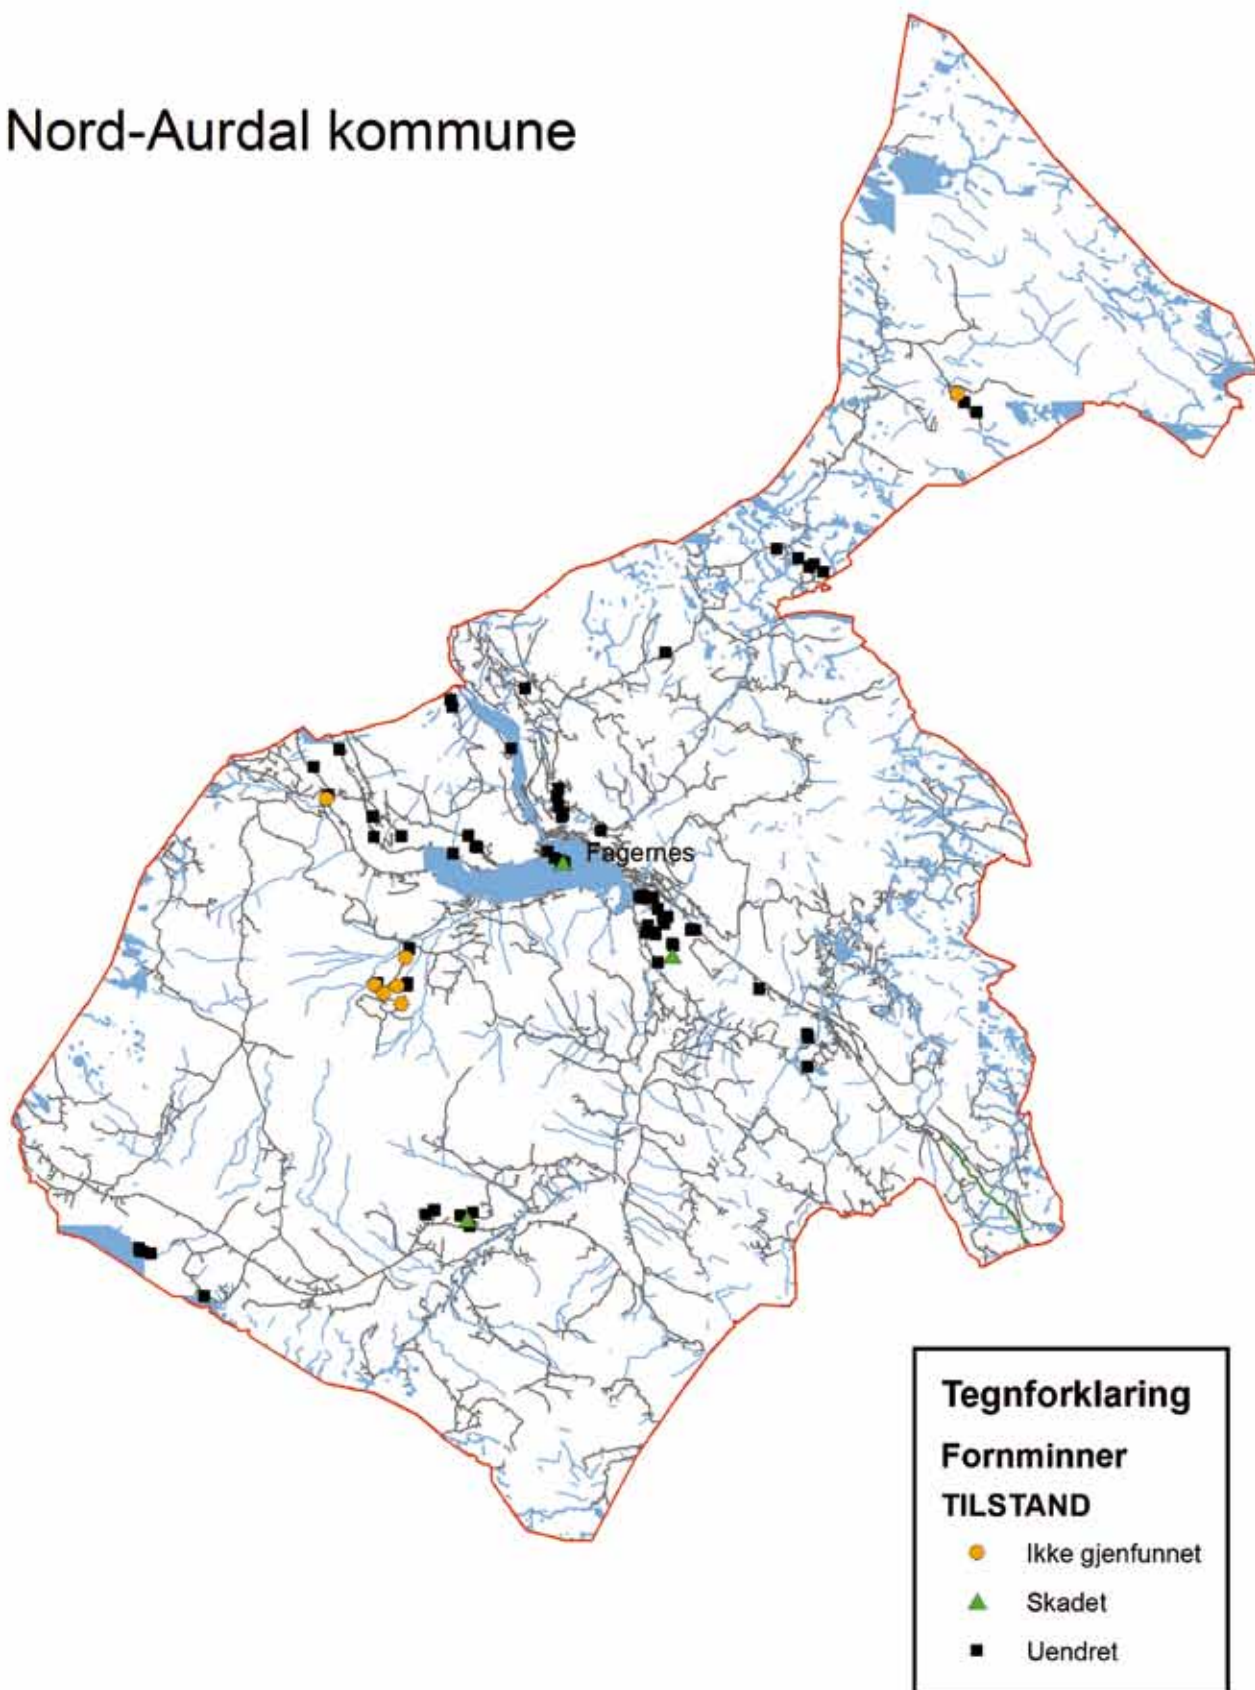 Nord-Aurdal kommune
Fagernes
Tegnforklaring
Fornminner
TILSTAND
Ikke gjenfunnet
Skadet
Uendret